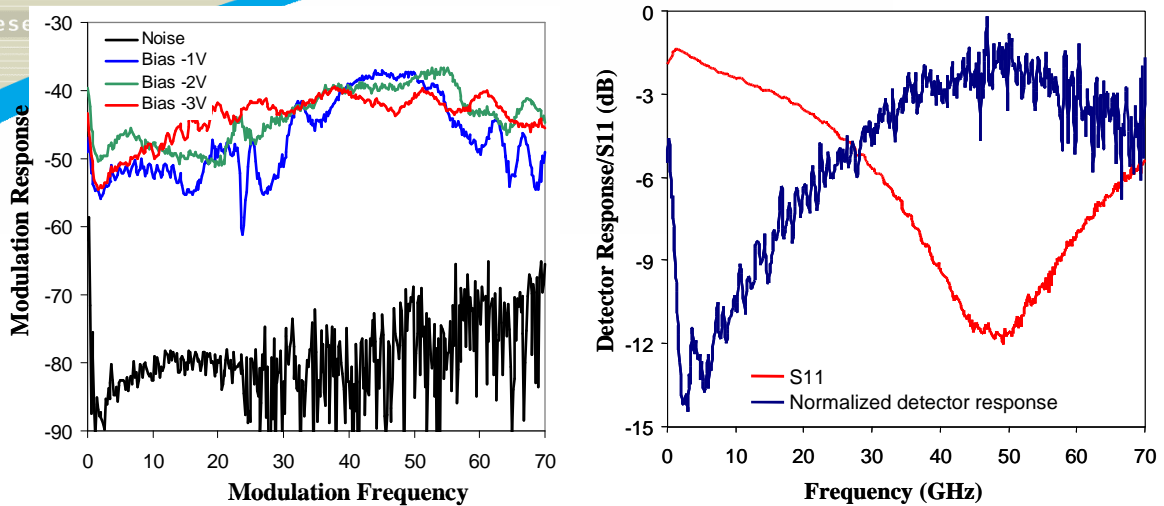 ese
-30
-40
-50
-60
-70
-80
-90
Modulation Response
Noise
Bias -1V
Bias -2V
Bias -3V
0 10 20 30 40 50 60 70
Modulation Frequency
0
-3
-6
-9
-12
-15
Detector Response/S11 (dB)
S11
Normalized detector response
0 10 20 30 40 50 60 70
Frequency (GHz)